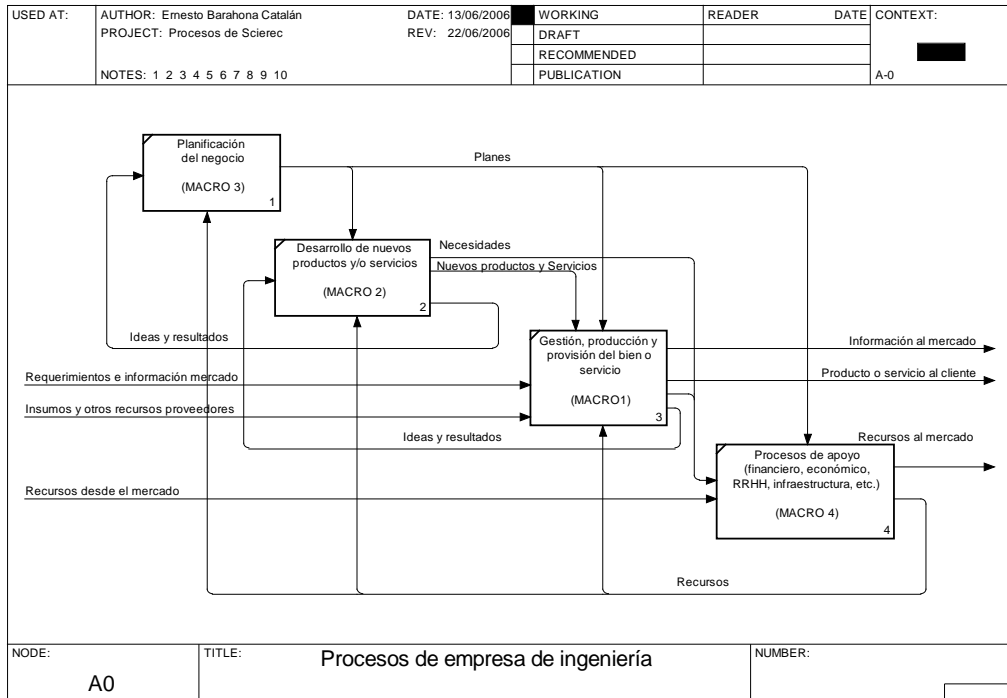 USED AT:
AUTHOR: Ernesto Barahona Catalán
DATE: 13/06/2006
WORKING
READER
DATE
CONTEXT:
PROJECT: Procesos de Scierec
REV: 22/06/2006
DRAFT
RECOMMENDED
NOTES: 1 2 3 4 5 6 7 8 9 10
PUBLICATION
A-0
Planificación
del negocio
(MACRO 3)
1
Planes
Desarrollo de nuevos
productos y/o servicios
(MACRO 2)
2
Necesidades
Nuevos productos y Servicios
Ideas y resultados
Gestión, producción y
provisión del bien o
servicio
(MACRO1)
3
Información al mercado
Requerimientos e información mercado
Producto o servicio al cliente
Insumos y otros recursos proveedores
Ideas y resultados
Recursos al mercado
Procesos de apoyo
(financiero, económico,
RRHH, infraestructura, etc.)
(MACRO 4)
4
Recursos desde el mercado
Recursos
NODE:
A0
TITLE:
Procesos de empresa de ingeniería
NUMBER: